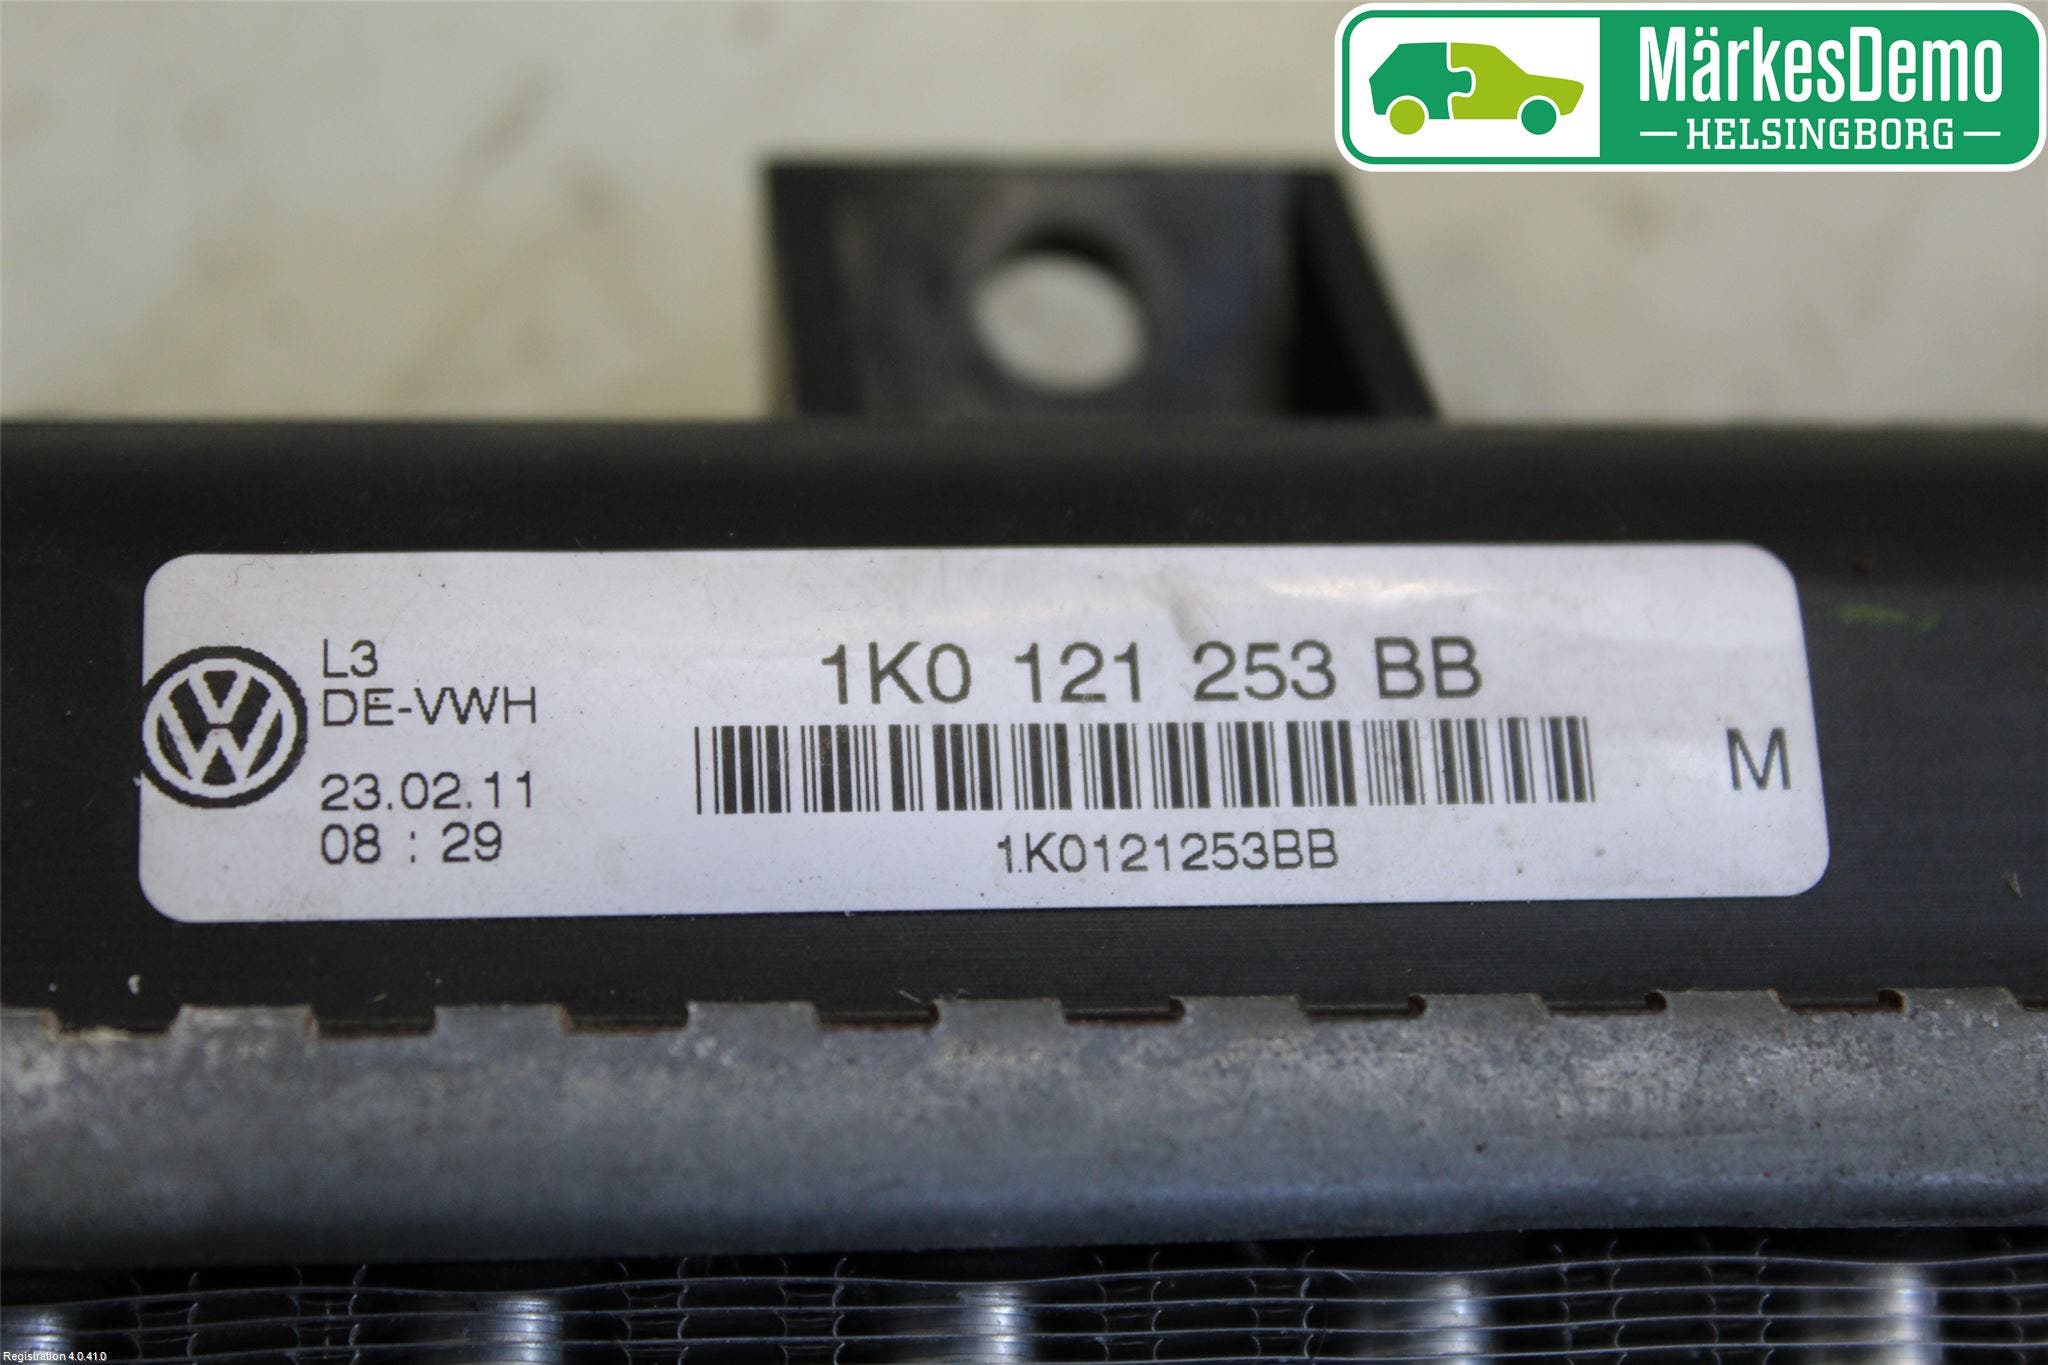 MärkesDemo
HELSINGBORG
L3
DE-VWH
23.02.11
08 : 29
1K0 121 253 BB
1K0121253BB
M
Registration 4.0.41.0